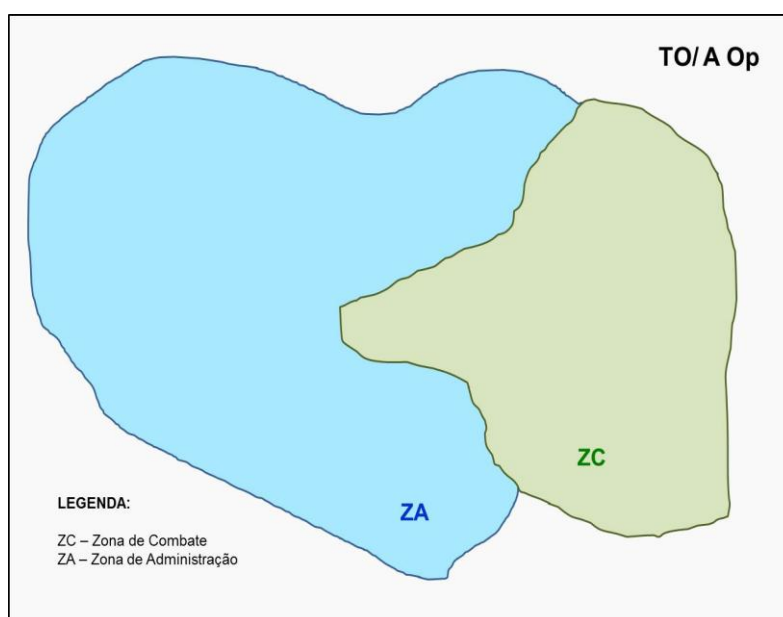 TO/ A Op
ZC
ZA
LEGENDA:
ZC – Zona de Combate
ZA – Zona de Administração